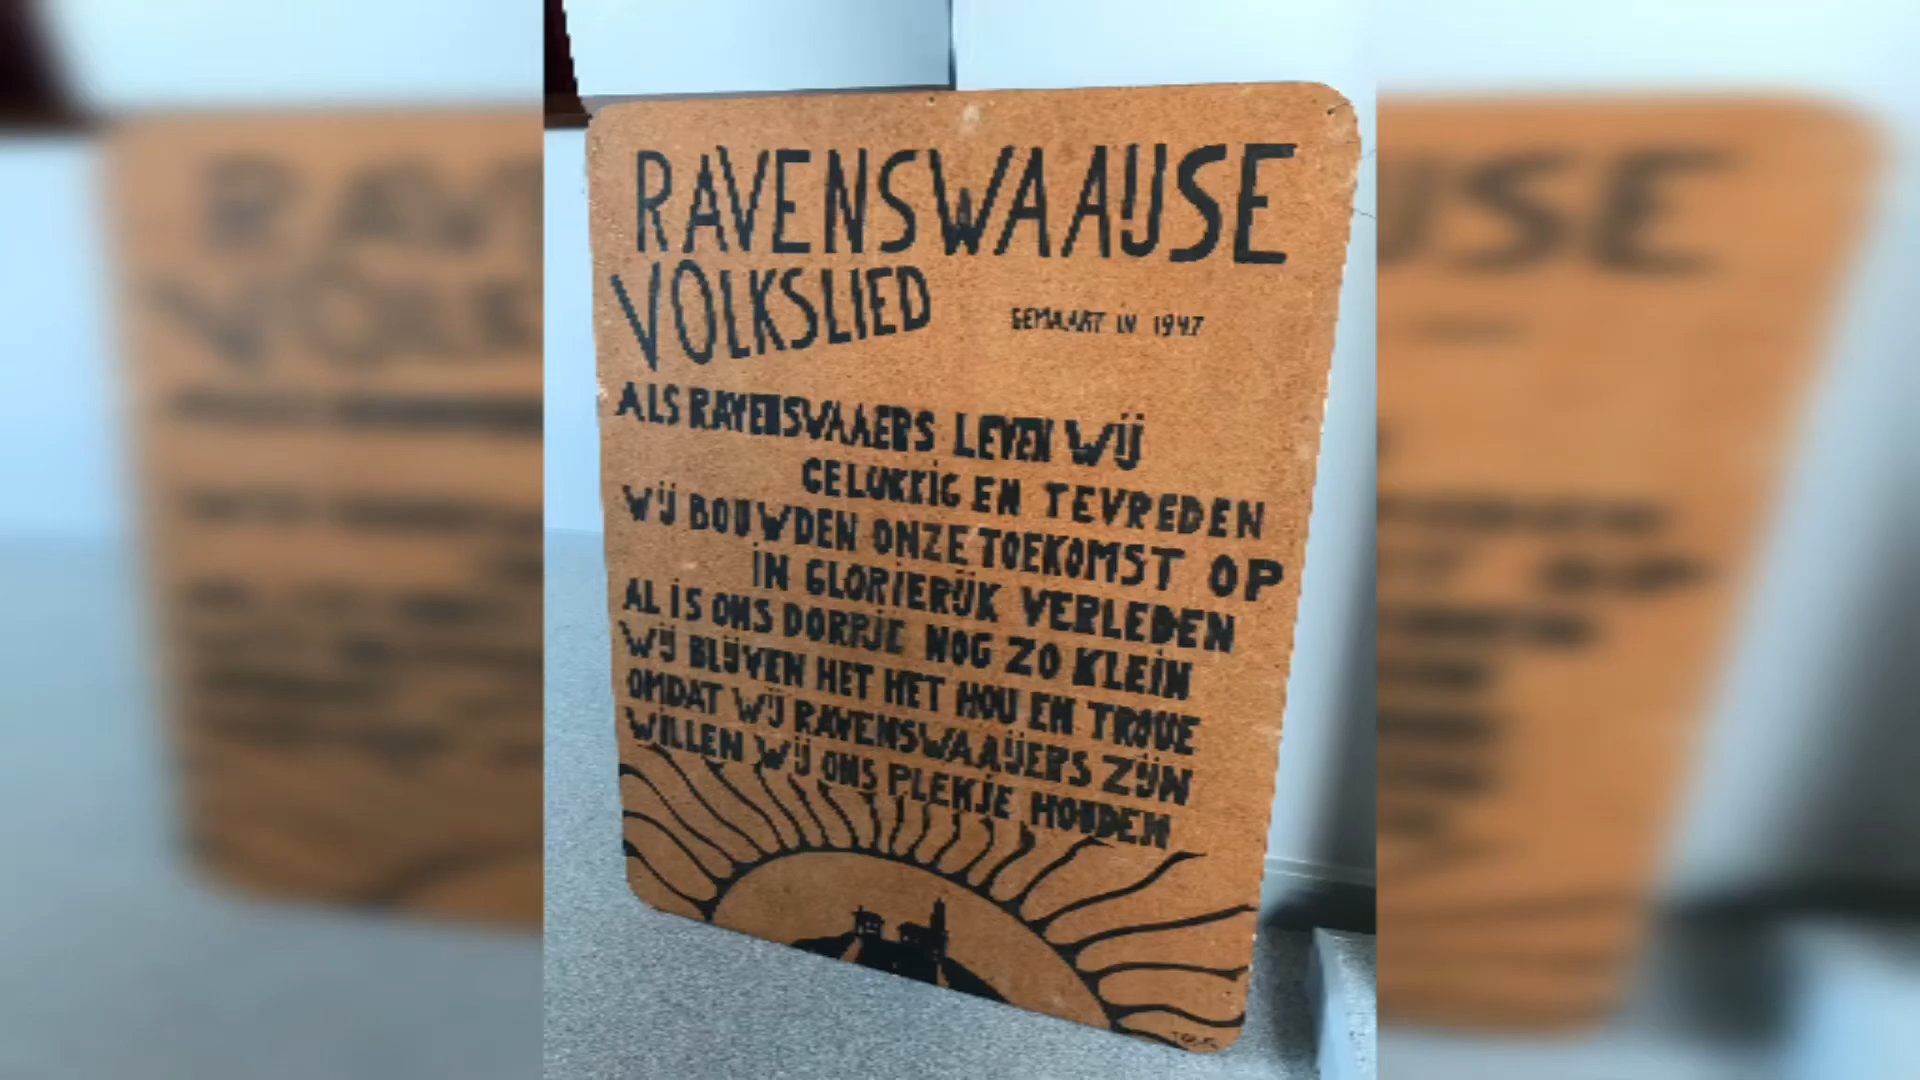 RAVENSWAAIJSE
VOLKSLIED
GEMAAKT IN 1947
ALS RAVENSWAAERS LEVEN WIJ
GELUKKIG EN TEVREDEN
WIJ BOUWDEN ONZE TOEKOMST OP
IN GLORIERIJK VERLEDEN
AL IS ONS DORPJE NOG ZO KLEIN
WIJ BLIJVEN HET HET HOU EN TROUE
OMDAT WIJ RAVENSWAAIJERS ZIJN
WILLEN WIJ ONS PLEKJE HOUDEN